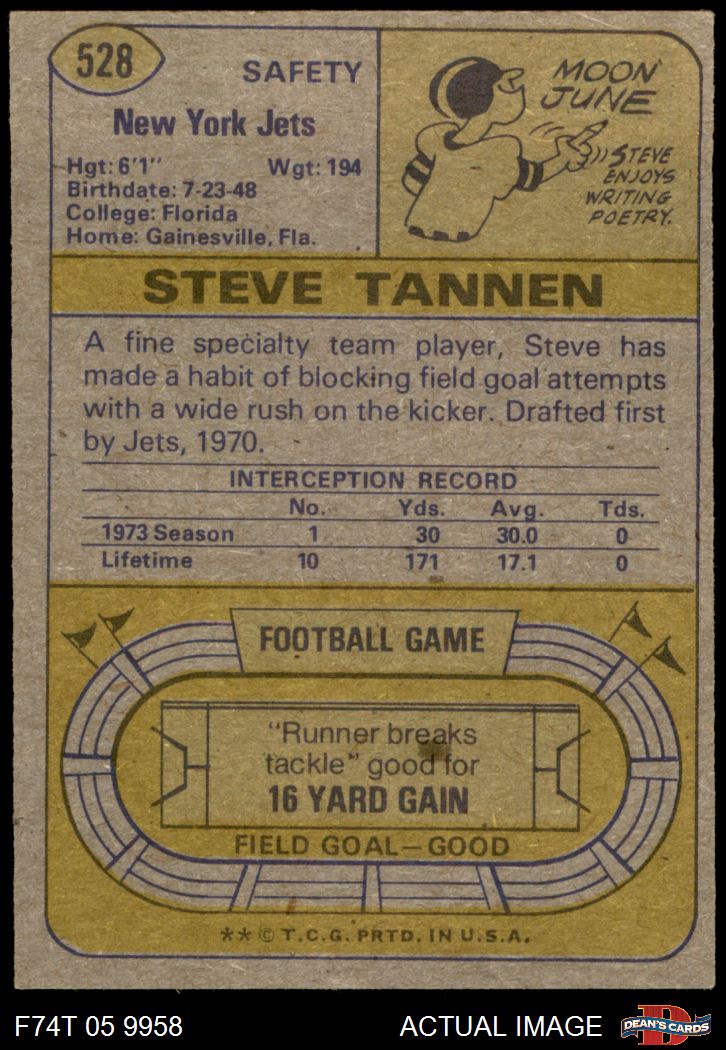 528
SAFETY
New York Jets
Hgt: 6'1" Wgt: 194
Birthdate: 7-23-48
College: Florida
Home: Gainesville, Fla.
MOON
JUNE
STEVE
ENJOYS
WRITING
POETRY.
STEVE TANNEN
A fine specialty team player, Steve has
made a habit of blocking field goal attempts
with a wide rush on the kicker. Drafted first
by Jets, 1970.
INTERCEPTION RECORD
No. Yds. Avg. Tds.
1973 Season 1 30 30.0 0
Lifetime 10 171 17.1 0
FOOTBALL GAME
"Runner breaks
tackle" good for
16 YARD GAIN
FIELD GOAL—GOOD
** © T.C.G. PRTD. IN U.S.A.
F74T 05 9958 ACTUAL IMAGE
D
DEAN'S CARDS